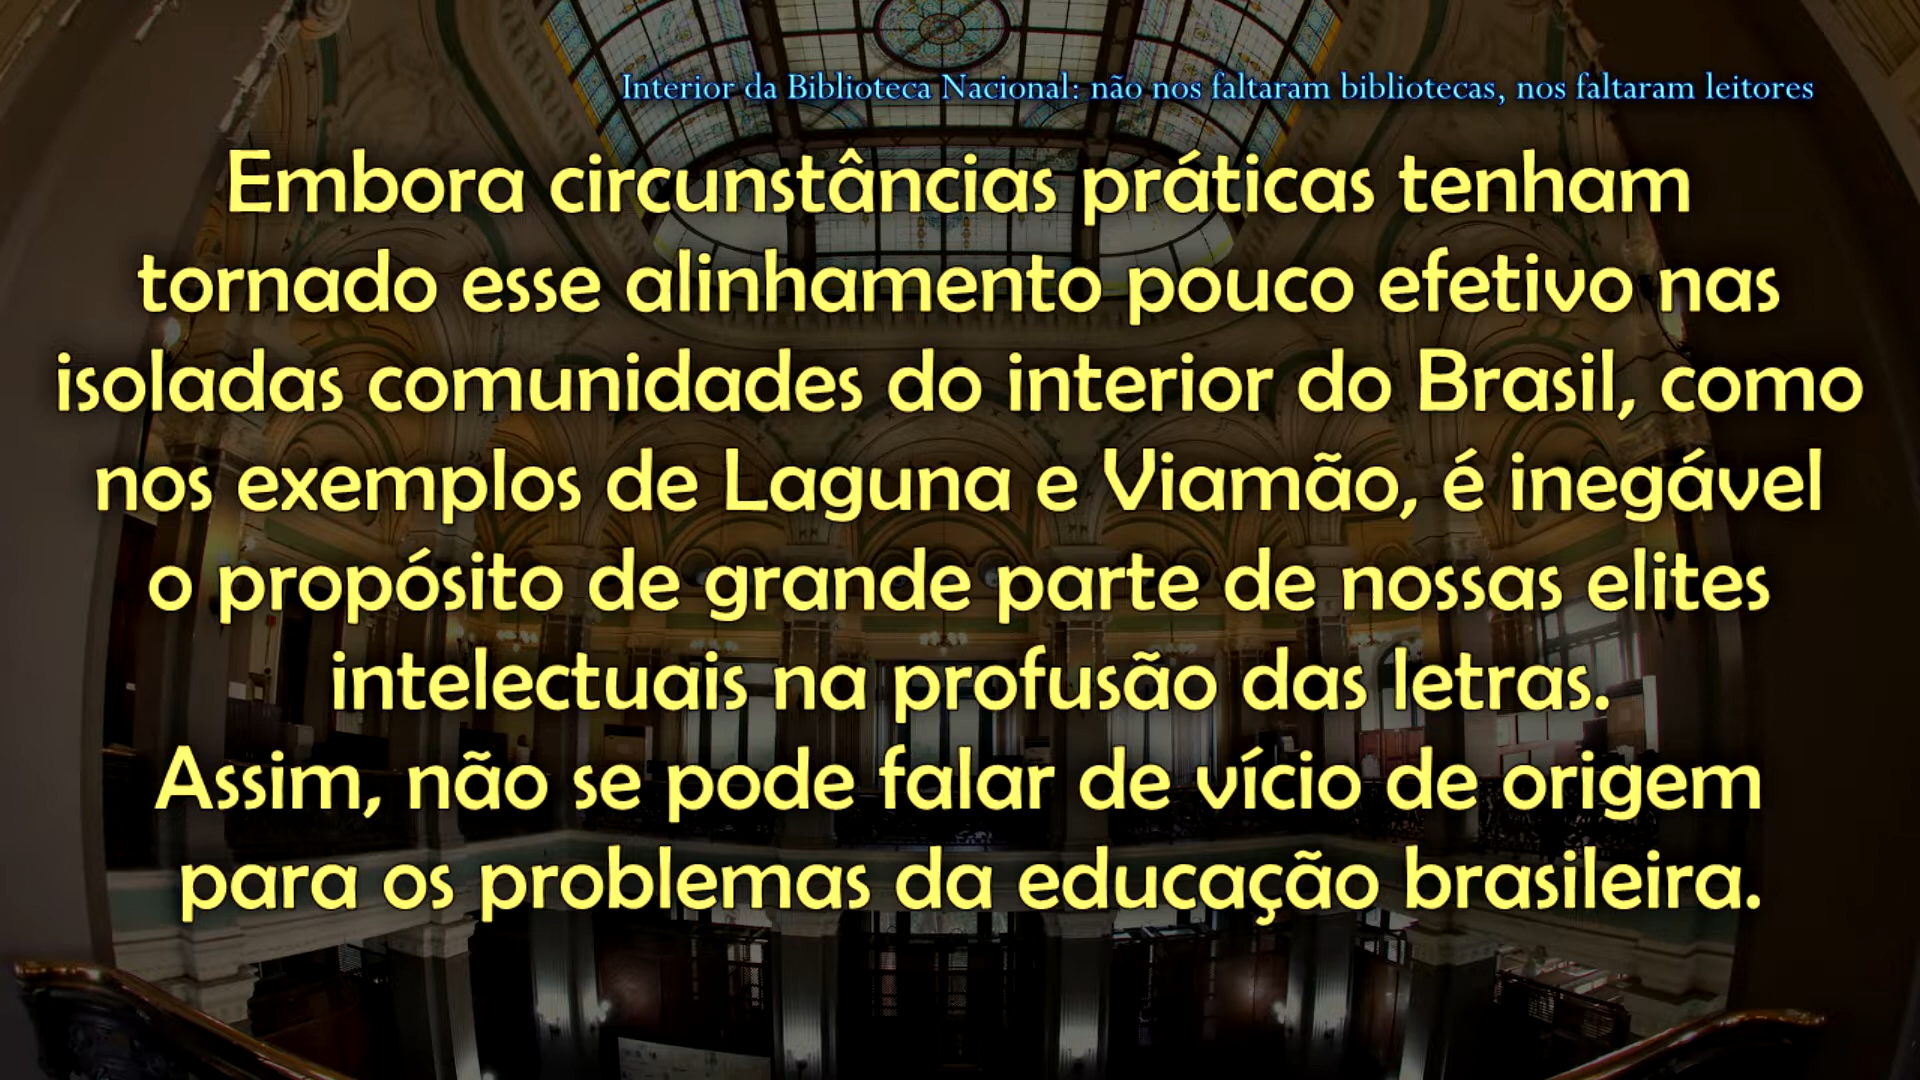 Interior da Biblioteca Nacional: não nos faltaram bibliotecas, nos faltaram leitores
Embora circunstâncias práticas tenham
tornado esse alinhamento pouco efetivo nas
isoladas comunidades do interior do Brasil, como
nos exemplos de Laguna e Viamão, é inegável
o propósito de grande parte de nossas elites
intelectuais na profusão das letras.
Assim, não se pode falar de vício de origem
para os problemas da educação brasileira.